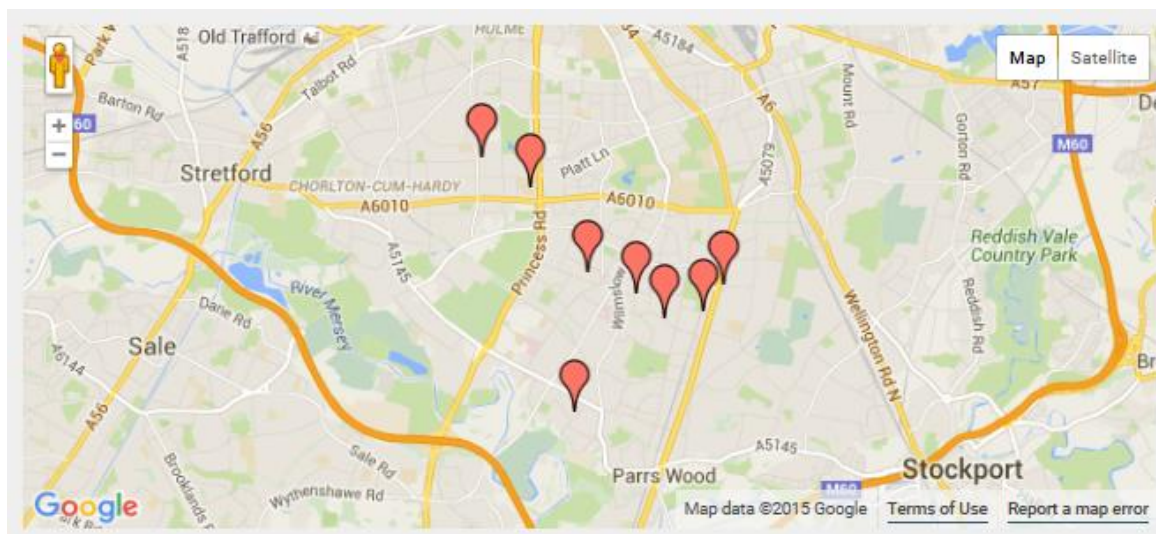 HULME
Old Trafford
A518
Talbot Rd
A5184
Map
Satellite
A57
Barton Rd
60
A56
A6
Mount Rd
Gorton Rd
M60
Stretford
CHORLTON-CUM-HARDY
Platt Ln
A5079
A6010
A6010
Princess Rd
A5145
Reddish Vale
Country Park
River Mersey
Dane Rd
Wilmslow
Reddish Rd
Wellington Rd N
Sale
A6144
A56
Sale Rd
Brooklands
Wythenshawe Rd
Parrs Wood
A5145
Stockport
M60
Google
Map data ©2015 Google
Terms of Use
Report a map error